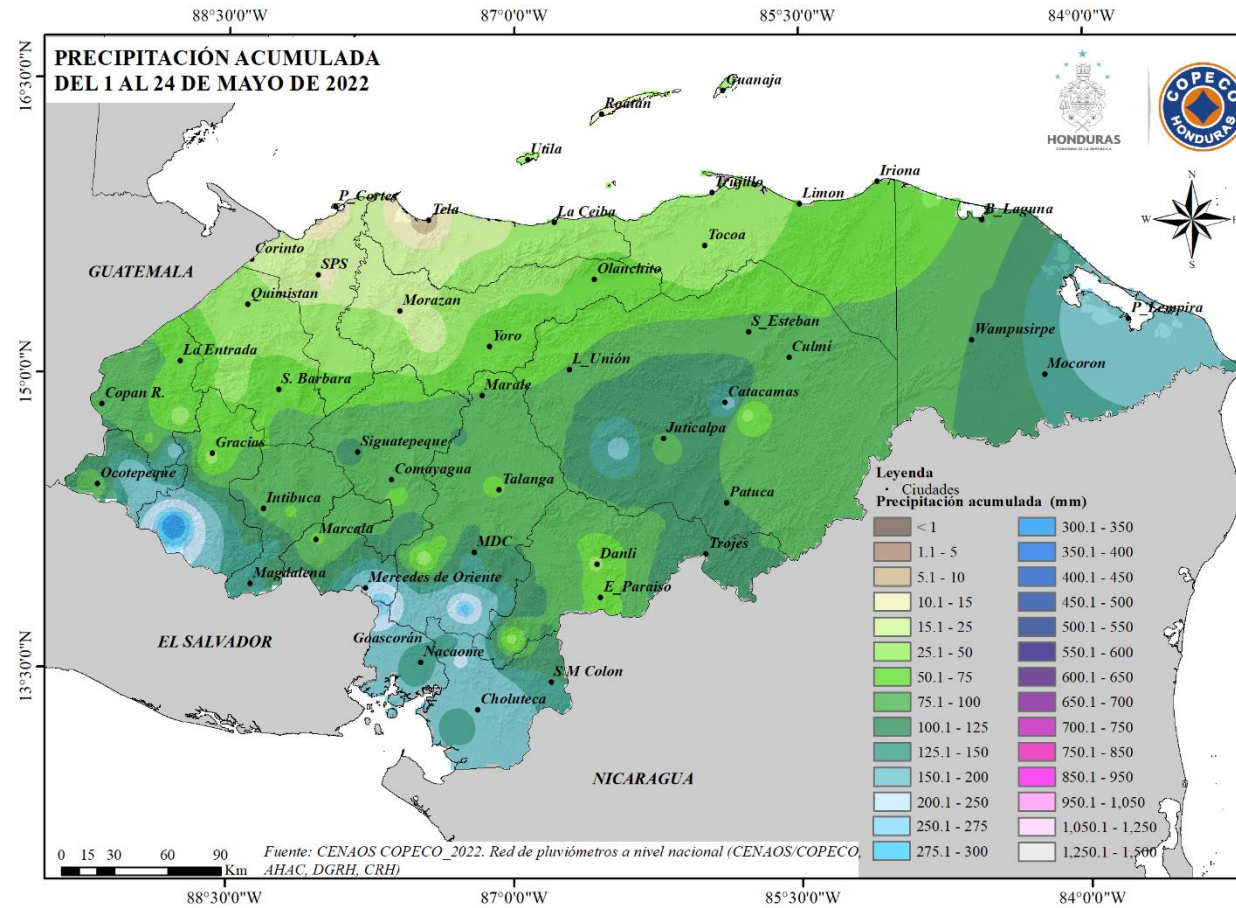 88°30'0"W 87°0'0"W 85°30'0"W 84°0'0"W
PRECIPITACIÓN ACUMULADA
DEL 1 AL 24 DE MAYO DE 2022
16°30'0"N
15°0'0"N
13°30'0"N
HONDURAS
GOBIERNO DE LA REPÚBLICA
COPECO
HONDURAS
N
W E
S
Guanaja
Roatán
Utila
P_Cortes
Tela
La Ceiba
Trujillo
Limon
Iriona
B_Laguna
Corinto
SPS
Tocoa
GUATEMALA
Quimistan
Morazan
Olanchito
P_Lempira
La Entrada
Yoro
S_Esteban
Wampusirpe
L_Unión
Culmi
Mocoron
Copan R.
S. Barbara
Marale
Catacamas
Gracias
Siguatepeque
Juticalpa
Ocotepeque
Comayagua
Talanga
Intibuca
Patuca
Marcala
MDC
Danli
Trojes
Magdalena
Mercedes de Oriente
E_Paraiso
EL SALVADOR
Goascorán
Nacaome
S M Colon
Choluteca
NICARAGUA
Leyenda
Ciudades
Precipitación acumulada (mm)
< 1
1.1 - 5
5.1 - 10
10.1 - 15
15.1 - 25
25.1 - 50
50.1 - 75
75.1 - 100
100.1 - 125
125.1 - 150
150.1 - 200
200.1 - 250
250.1 - 275
275.1 - 300
300.1 - 350
350.1 - 400
400.1 - 450
450.1 - 500
500.1 - 550
550.1 - 600
600.1 - 650
650.1 - 700
700.1 - 750
750.1 - 850
850.1 - 950
950.1 - 1,050
1,050.1 - 1,250
1,250.1 - 1,500
0 15 30 60 90
Km
Fuente: CENAOS COPECO_2022. Red de pluviómetros a nivel nacional (CENAOS/COPECO,
AHAC, DGRH, CRH)
88°30'0"W 87°0'0"W 85°30'0"W 84°0'0"W